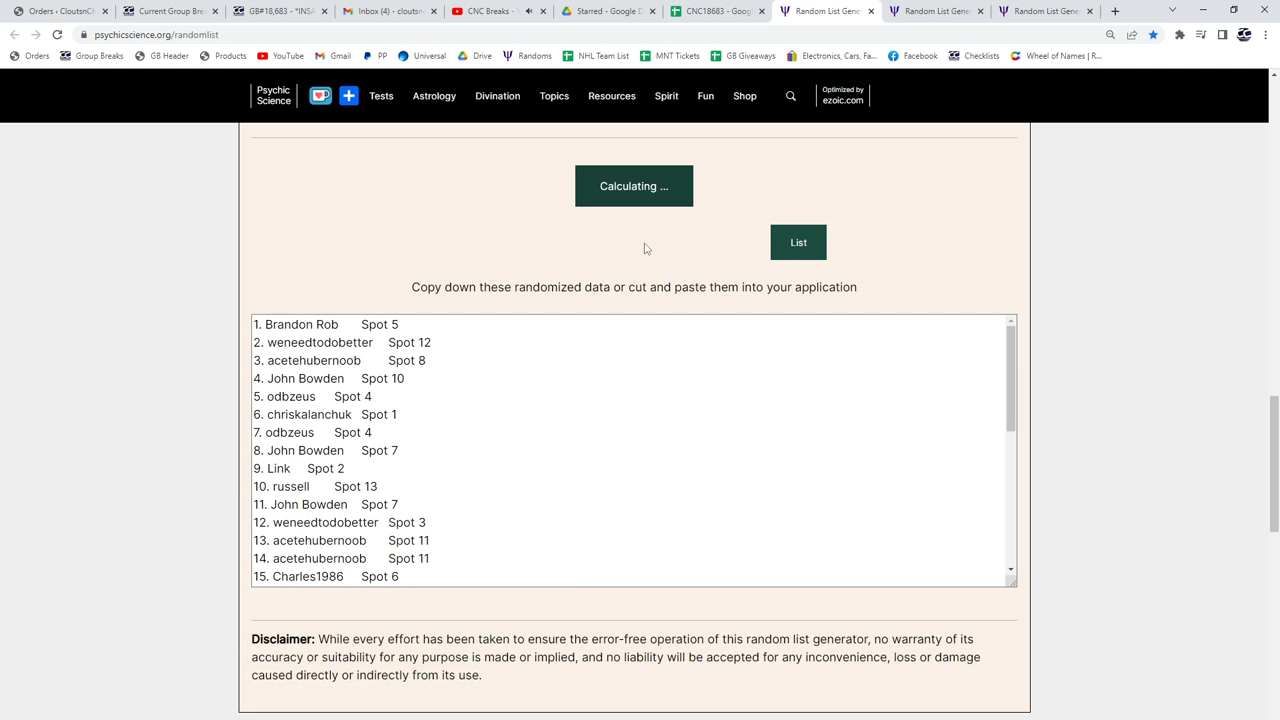 Orders ‹ CloutsnCh
Current Group Break
GB#18,683 - *INSA
Inbox (4) - cloutsn
CNC Breaks -
Starred - Google D
CNC18683 - Goog
Random List Gene
Random List Gene
Random List Gene
psychicscience.org/randomlist
Orders
Group Breaks
GB Header
Products
YouTube
Gmail
PP
Universal
Drive
Randoms
NHL Team List
MNT Tickets
GB Giveaways
Electronics, Cars, Fa...
Facebook
Checklists
Wheel of Names | R...
Psychic
Science
Tests
Astrology
Divination
Topics
Resources
Spirit
Fun
Shop
Optimized by
ezoic.com
Calculating ...
List
Copy down these randomized data or cut and paste them into your application
1. Brandon Rob Spot 5
2. weneedtodobetter Spot 12
3. acetehubernoob Spot 8
4. John Bowden Spot 10
5. odbzeus Spot 4
6. chriskalanchuk Spot 1
7. odbzeus Spot 4
8. John Bowden Spot 7
9. Link Spot 2
10. russell Spot 13
11. John Bowden Spot 7
12. weneedtodobetter Spot 3
13. acetehubernoob Spot 11
14. acetehubernoob Spot 11
15. Charles1986 Spot 6
Disclaimer: While every effort has been taken to ensure the error-free operation of this random list generator, no warranty of its
accuracy or suitability for any purpose is made or implied, and no liability will be accepted for any inconvenience, loss or damage
caused directly or indirectly from its use.